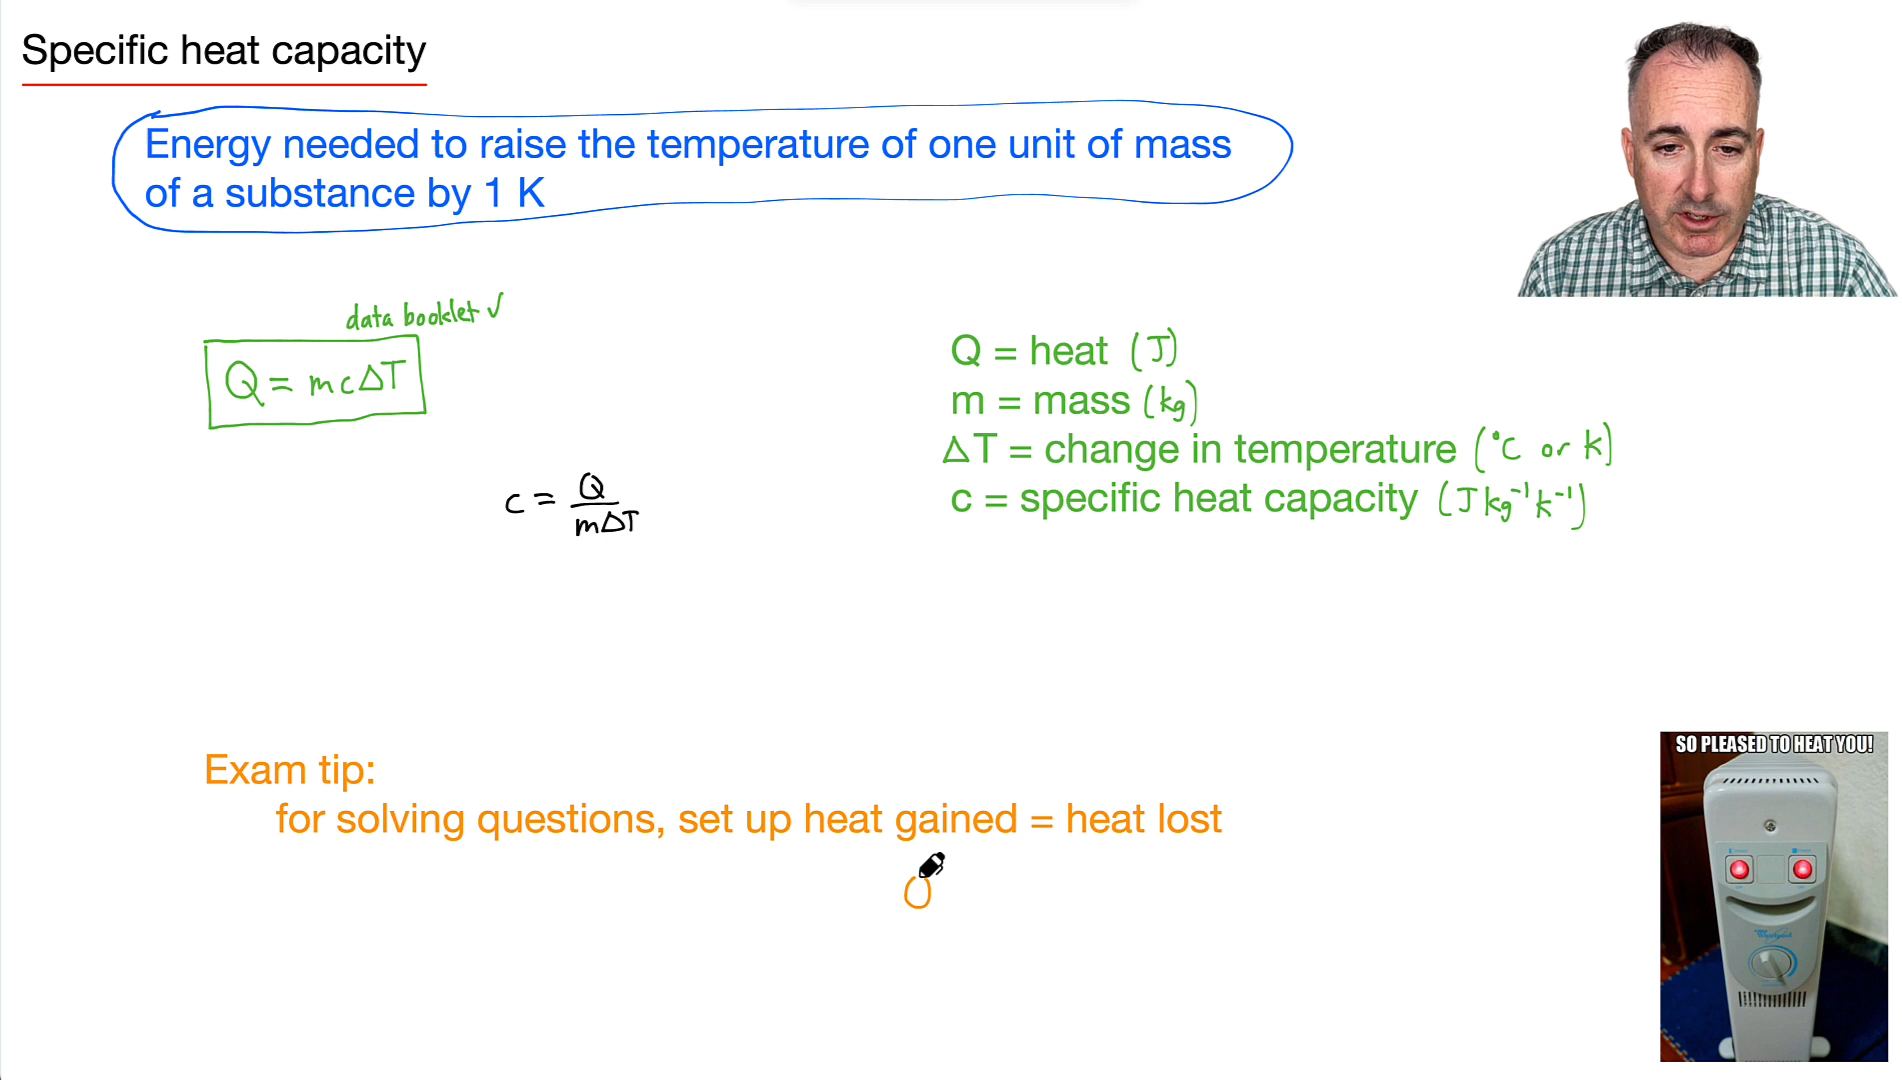 Specific heat capacity
Energy needed to raise the temperature of one unit of mass
of a substance by 1 K
data booklet ✓
Q = mcΔT
Q = heat (J)
m = mass (kg)
ΔT = change in temperature (°C or K)
c = specific heat capacity (J kg⁻¹ K⁻¹)
c = Q / mΔT
Exam tip:
for solving questions, set up heat gained = heat lost
SO PLEASED TO HEAT YOU!
Whirlpool